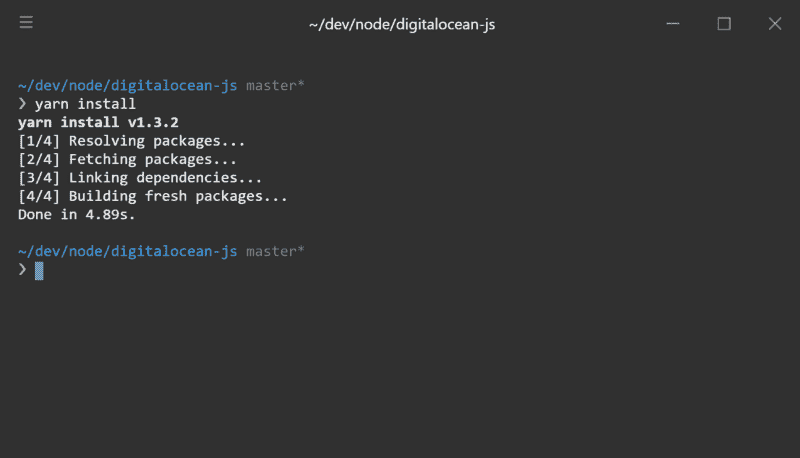 ~/dev/node/digitalocean-js
~/dev/node/digitalocean-js master*
❯ yarn install
yarn install v1.3.2
[1/4] Resolving packages...
[2/4] Fetching packages...
[3/4] Linking dependencies...
[4/4] Building fresh packages...
Done in 4.89s.
~/dev/node/digitalocean-js master*
❯